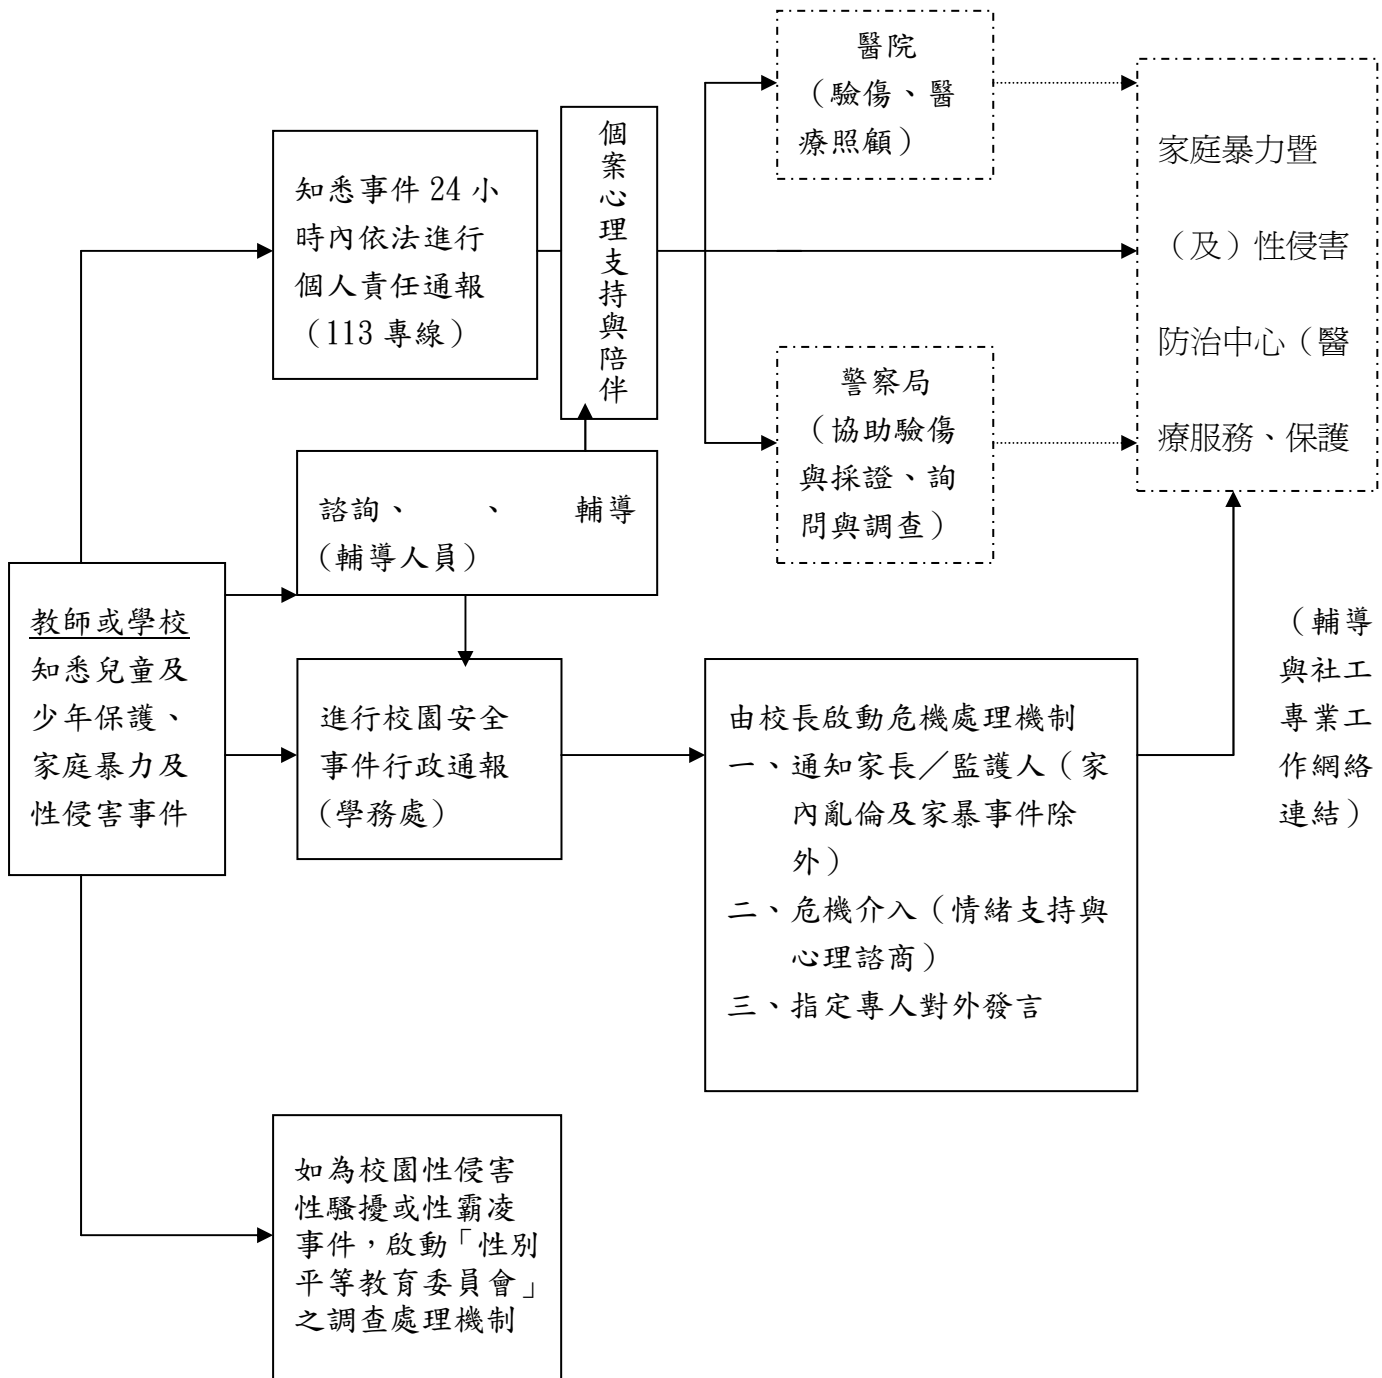 醫院
（驗傷、醫
療照顧）
家庭暴力暨
（及）性侵害
防治中心（醫
療服務、保護
個案心理支持與陪伴
知悉事件 24 小
時內依法進行
個人責任通報
（113 專線）
警察局
（協助驗傷
與採證、詢
問與調查）
諮詢、　　、　　輔導
(輔導人員）
教師或學校
知悉兒童及
少年保護、
家庭暴力及
性侵害事件
進行校園安全
事件行政通報
(學務處）
由校長啟動危機處理機制
一、通知家長／監護人（家
內亂倫及家暴事件除
外）
二、危機介入（情緒支持與
心理諮商）
三、指定專人對外發言
（輔導
與社工
專業工
作網絡
連結）
如為校園性侵害
性騷擾或性霸凌
事件，啟動「性別
平等教育委員會」
之調查處理機制